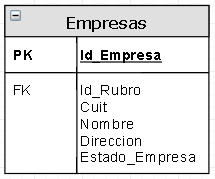 Empresas
PK Id_Empresa
FK Id_Rubro
Cuit
Nombre
Direccion
Estado_Empresa